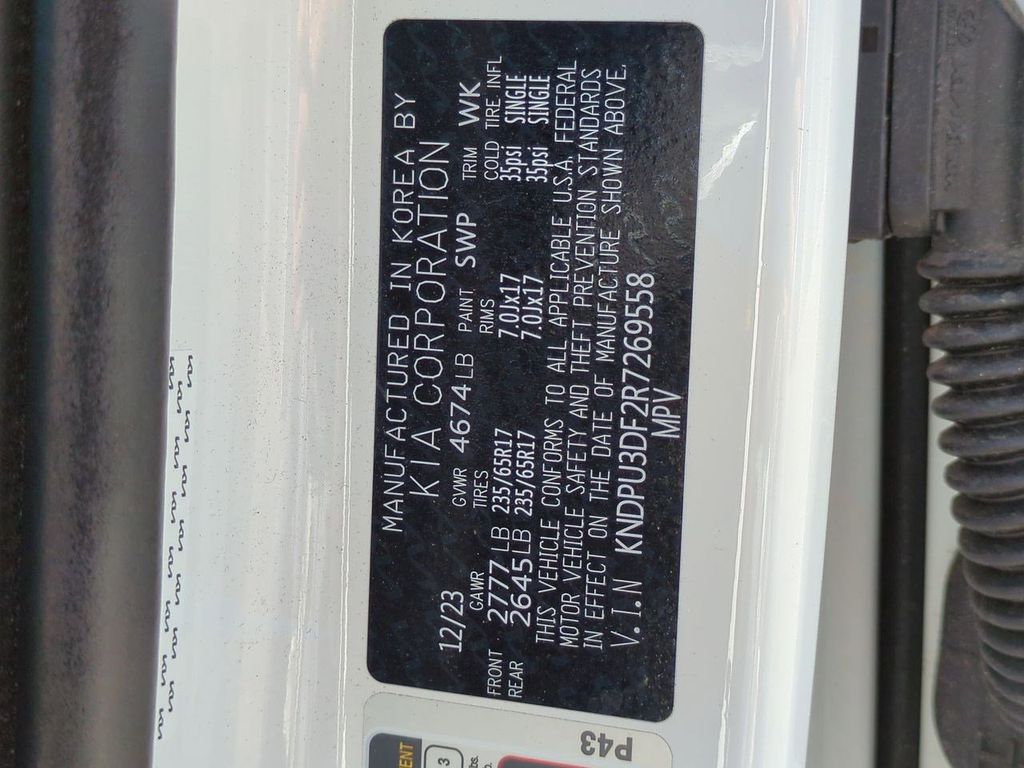 MANUFACTURED IN KOREA BY
KIA CORPORATION
12/23 GVWR 4674LB PAINT SWP TRIM WK
GAWR TIRES RIMS COLD TIRE INFL
FRONT 2777LB 235/65R17 7.0Jx17 35psi SINGLE
REAR 2645LB 235/65R17 7.0Jx17 35psi SINGLE
THIS VEHICLE CONFORMS TO ALL APPLICABLE U.S.A. FEDERAL
MOTOR VEHICLE SAFETY AND THEFT PREVENTION STANDARDS
IN EFFECT ON THE DATE OF MANUFACTURE SHOWN ABOVE.
V.I.N KNDPU3DF2R7269558
MPV
P43
3